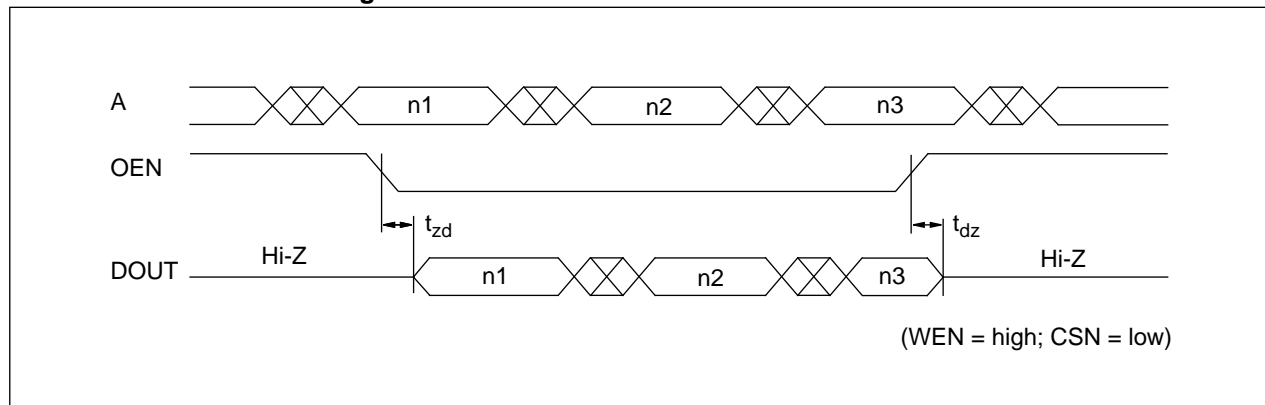 A n1 n2 n3
OEN
t_zd t_dz
Hi-Z Hi-Z
DOUT n1 n2 n3
(WEN = high; CSN = low)